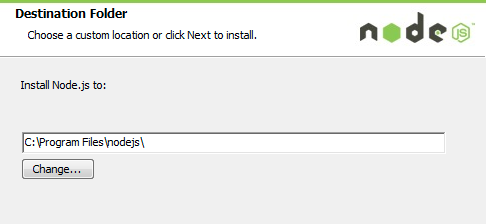 Destination Folder
Choose a custom location or click Next to install.
node
JS
Install Node.js to:
C:\Program Files\nodejs\
Change...